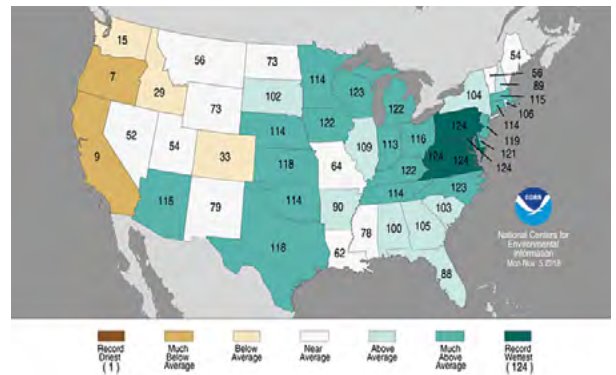 15
56
73
54
7
114
56
29
102
123
104
89
73
122
115
122
106
114
109
113
116
124
114
52
54
119
33
118
64
124
124
121
9
122
124
123
114
79
114
90
103
118
78
100
105
62
88
National Centers for
Environmental
Information
Mon-Nov. 5 2018
Record
Driest
(1)
Much
Below
Average
Below
Average
Near
Average
Above
Average
Much
Above
Average
Record
Wettest
(124)